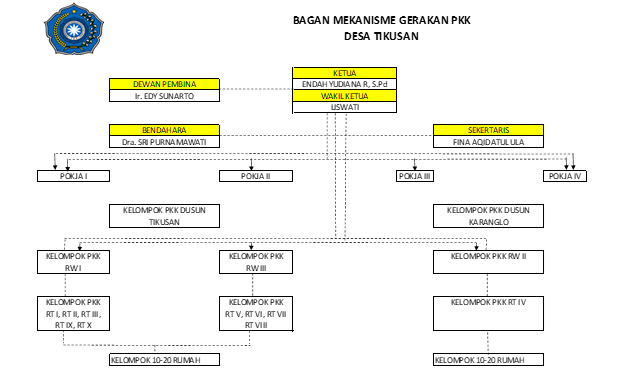 BAGAN MEKANISME GERAKAN PKK
DESA TIKUSAN
KETUA
ENDAH YUDIANA R, S.Pd
WAKIL KETUA
LISWATI
DEWAN PEMBINA
Ir. EDY SUNARTO
BENDAHARA
Dra. SRI PURNAMAWATI
SEKERTARIS
FINA AQIDATUL ULA
POKJA I
POKJA II
POKJA III
POKJA IV
KELOMPOK PKK DUSUN
TIKUSAN
KELOMPOK PKK DUSUN
KARANGLO
KELOMPOK PKK
RW I
KELOMPOK PKK
RW III
KELOMPOK PKK RW II
KELOMPOK PKK
RT I, RT II, RT III,
RT IX, RT X
KELOMPOK PKK
RT V, RT VI, RT VII
RT VIII
KELOMPOK PKK RT IV
KELOMPOK 10-20 RUMAH
KELOMPOK 10-20 RUMAH